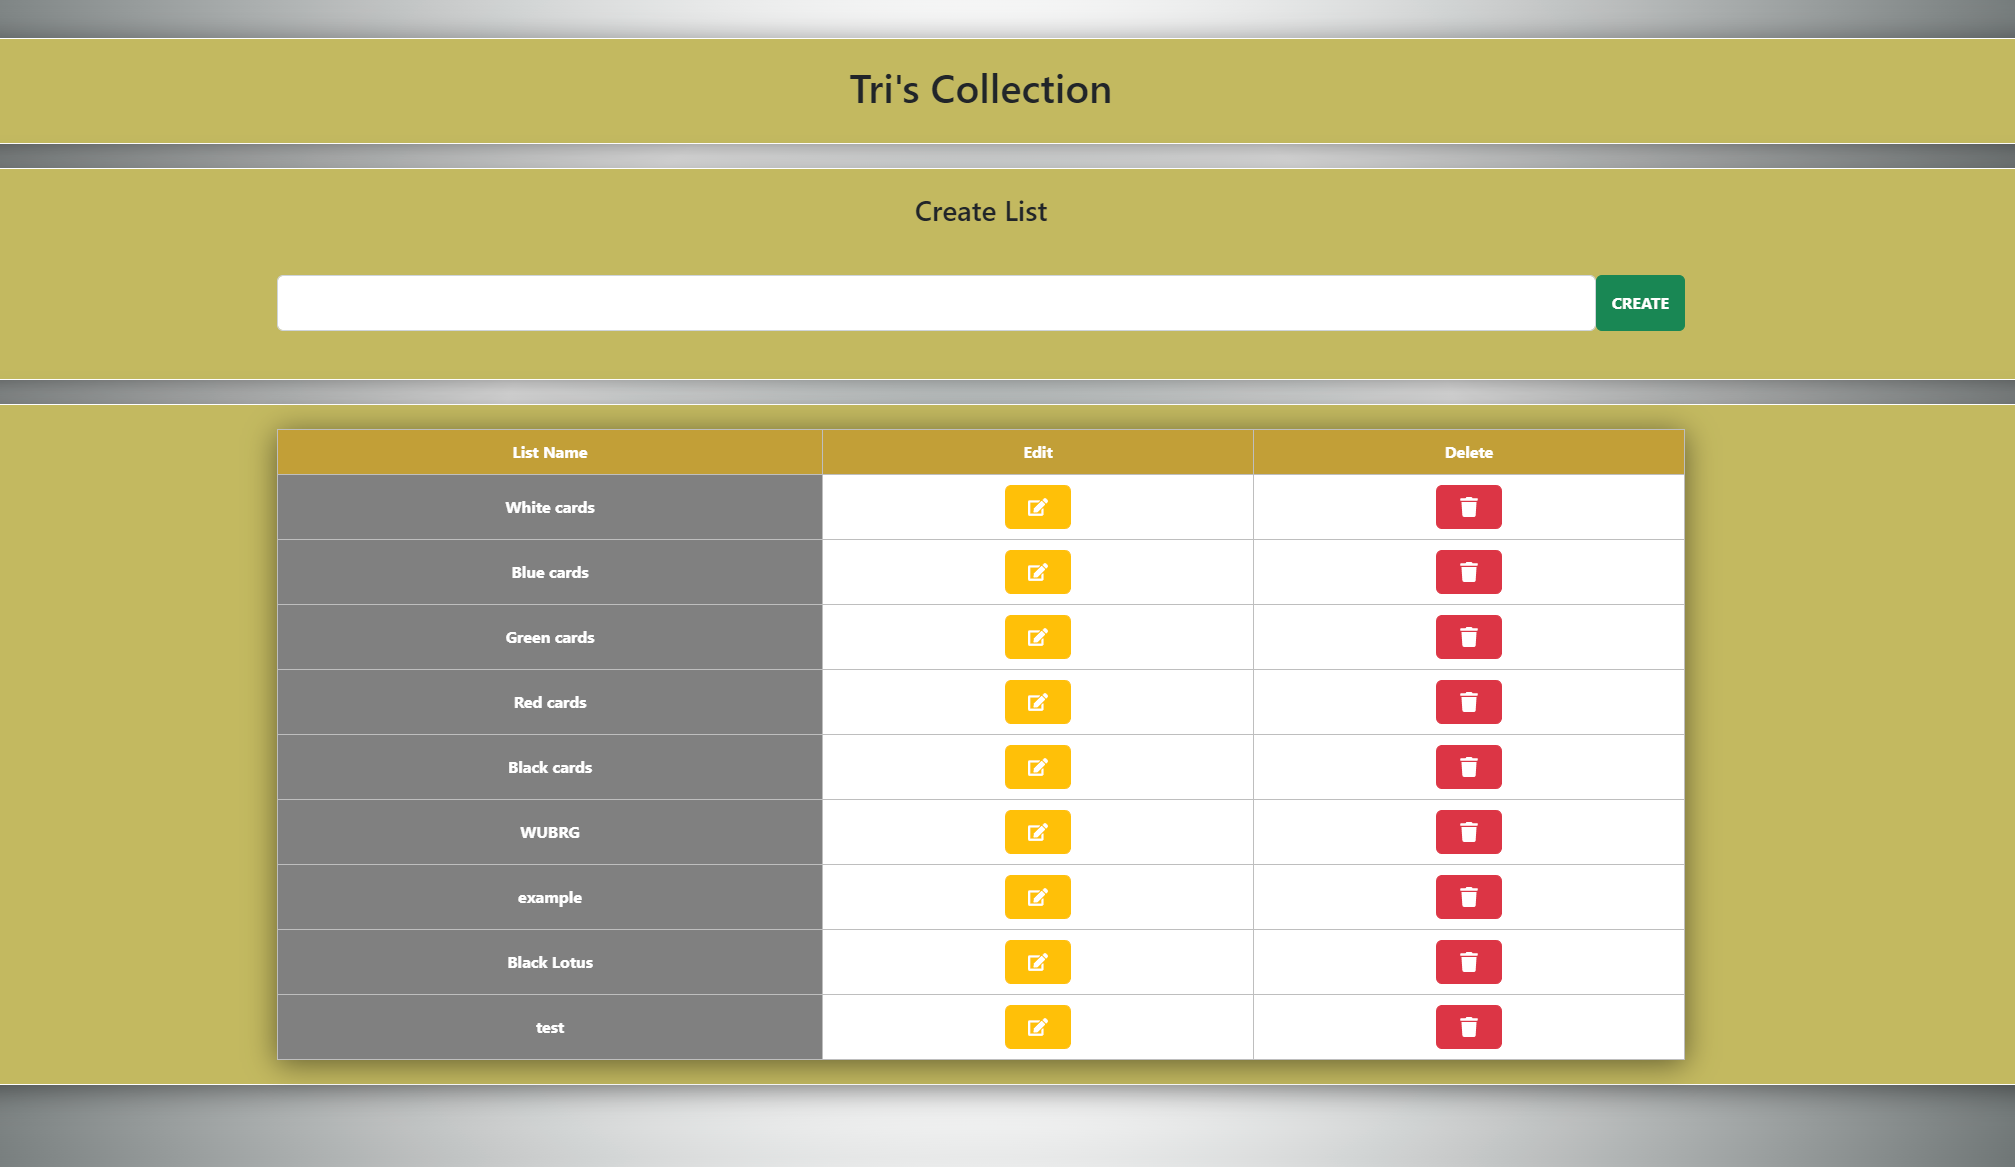 Tri's Collection
Create List
CREATE
List Name Edit Delete
White cards
Blue cards
Green cards
Red cards
Black cards
WUBRG
example
Black Lotus
test